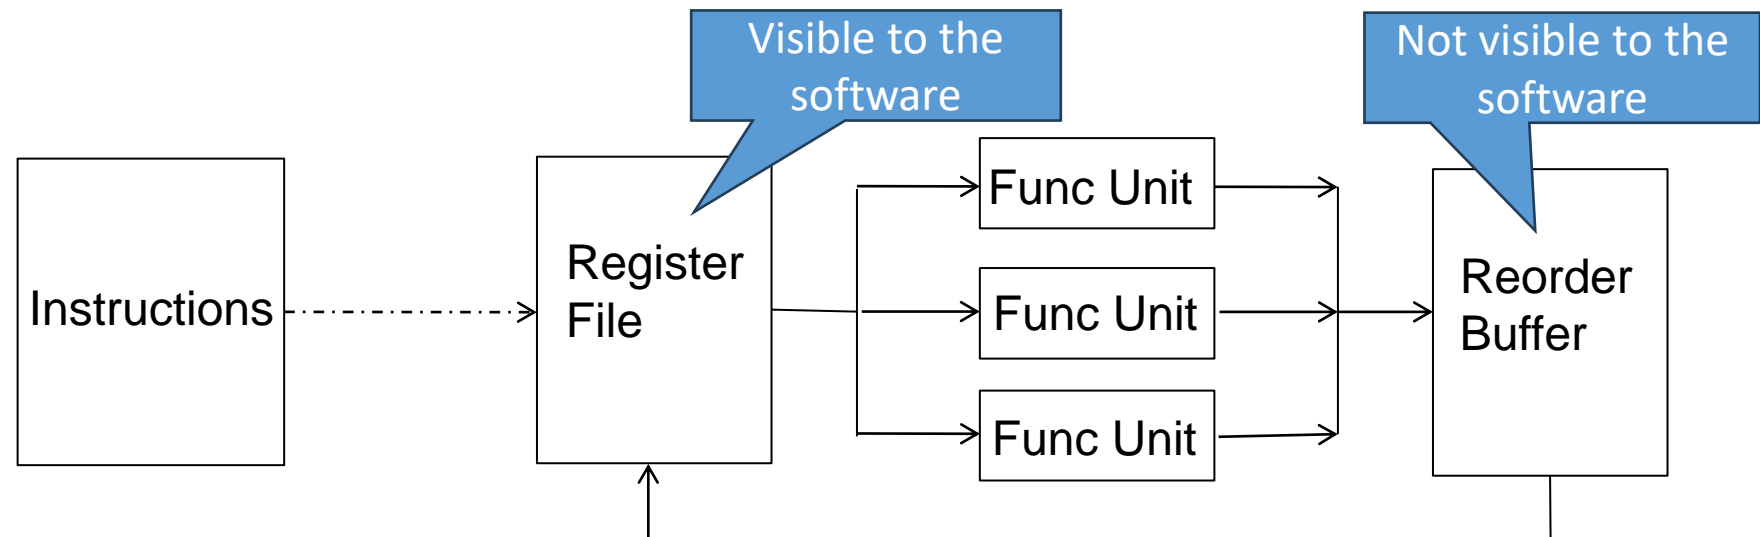 Visible to the
software
Not visible to the
software
Instructions
Register
File
Func Unit
Func Unit
Func Unit
Reorder
Buffer